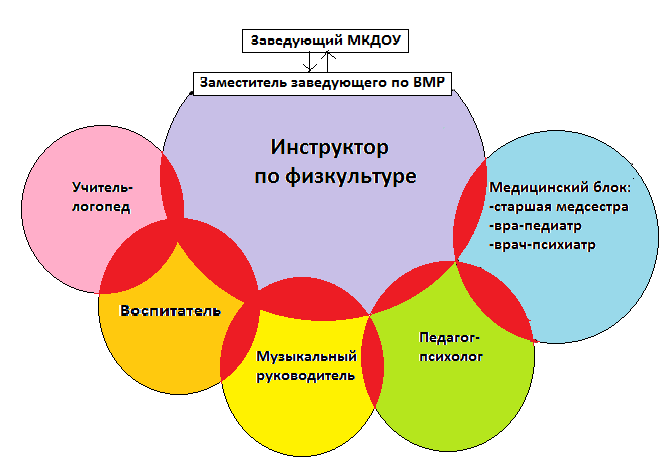 Заведующий МКДОУ
Заместитель заведующего по ВМР
Инструктор
по физкультуре
Учитель-
логопед
Медицинский блок:
-старшая медсестра
-вра-педиатр
-врач-психиатр
Воспитатель
Музыкальный
руководитель
Педагог-
психолог